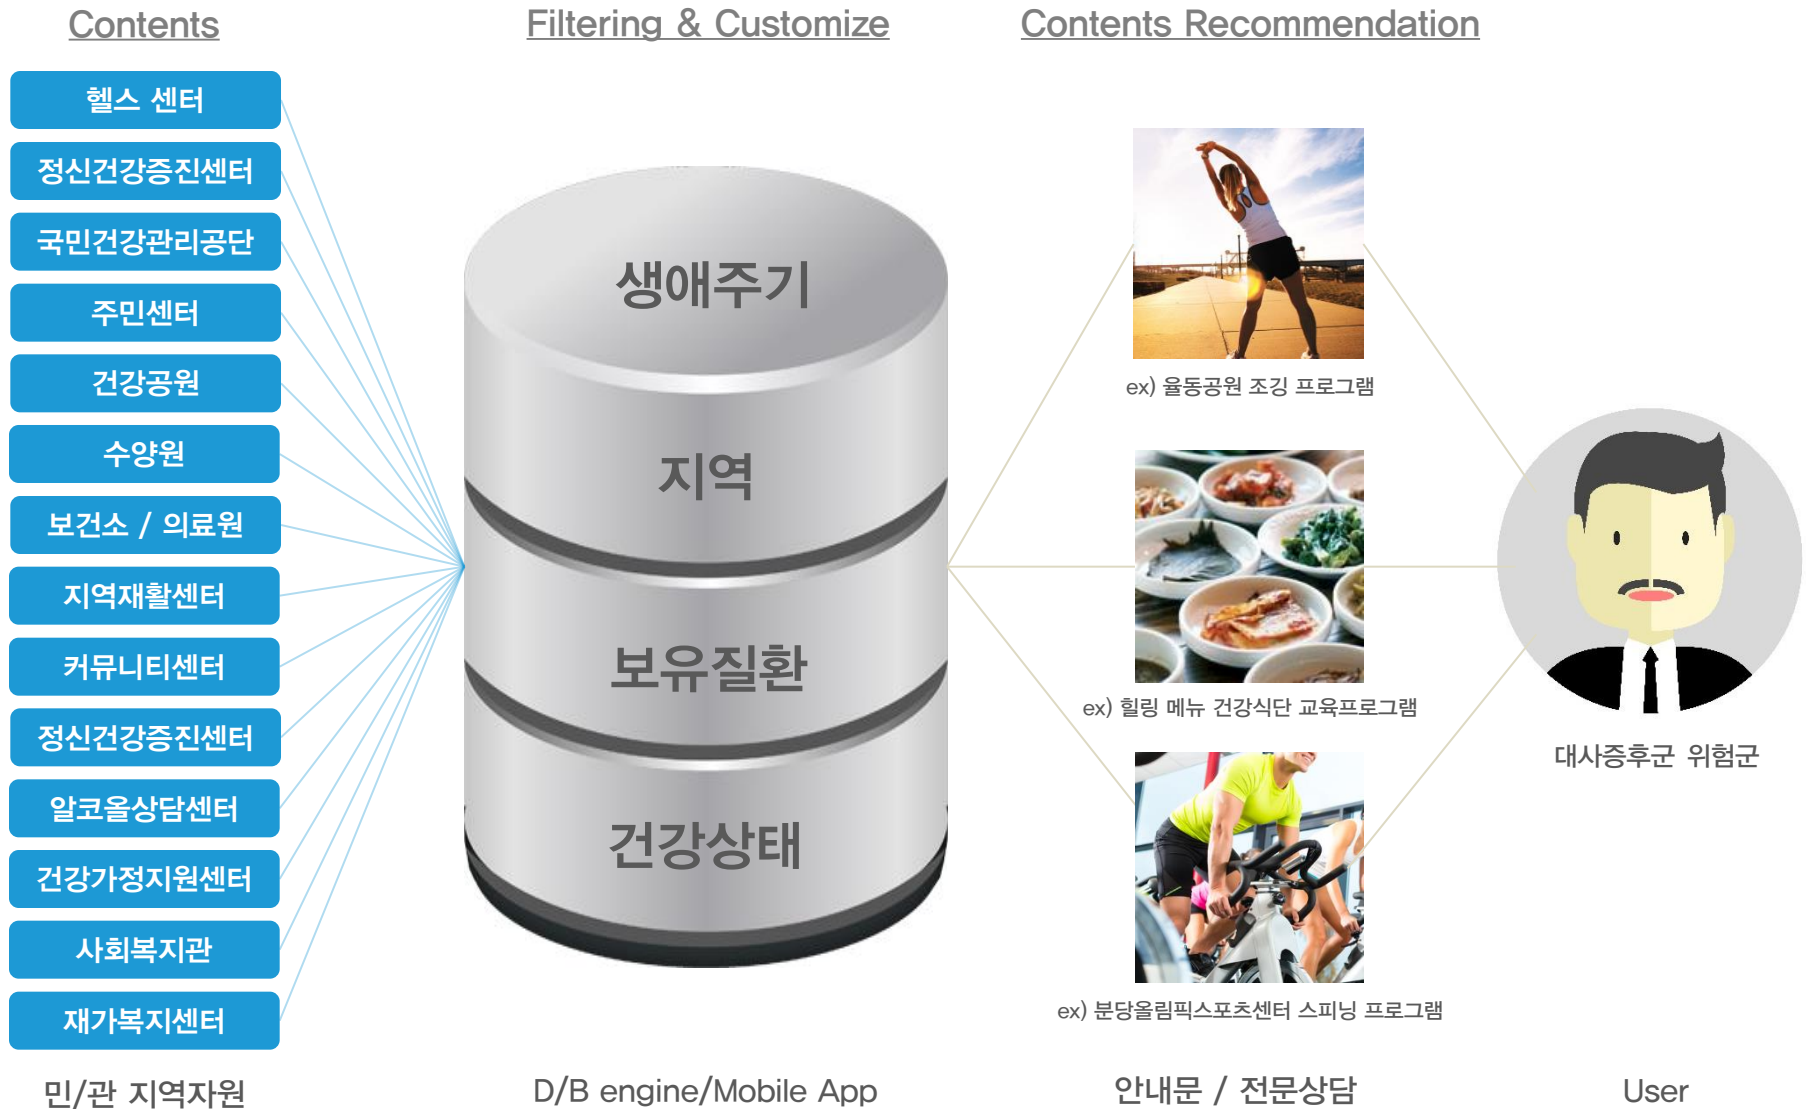 Contents
Filtering & Customize
Contents Recommendation
헬스 센터
정신건강증진센터
국민건강관리공단
주민센터
건강공원
수양원
보건소 / 의료원
지역재활센터
커뮤니티센터
정신건강증진센터
알코올상담센터
건강가정지원센터
사회복지관
재가복지센터
민/관 지역자원
생애주기
지역
보유질환
건강상태
D/B engine/Mobile App
ex) 율동공원 조깅 프로그램
ex) 힐링 메뉴 건강식단 교육프로그램
ex) 분당올림픽스포츠센터 스피닝 프로그램
안내문 / 전문상담
대사증후군 위험군
User